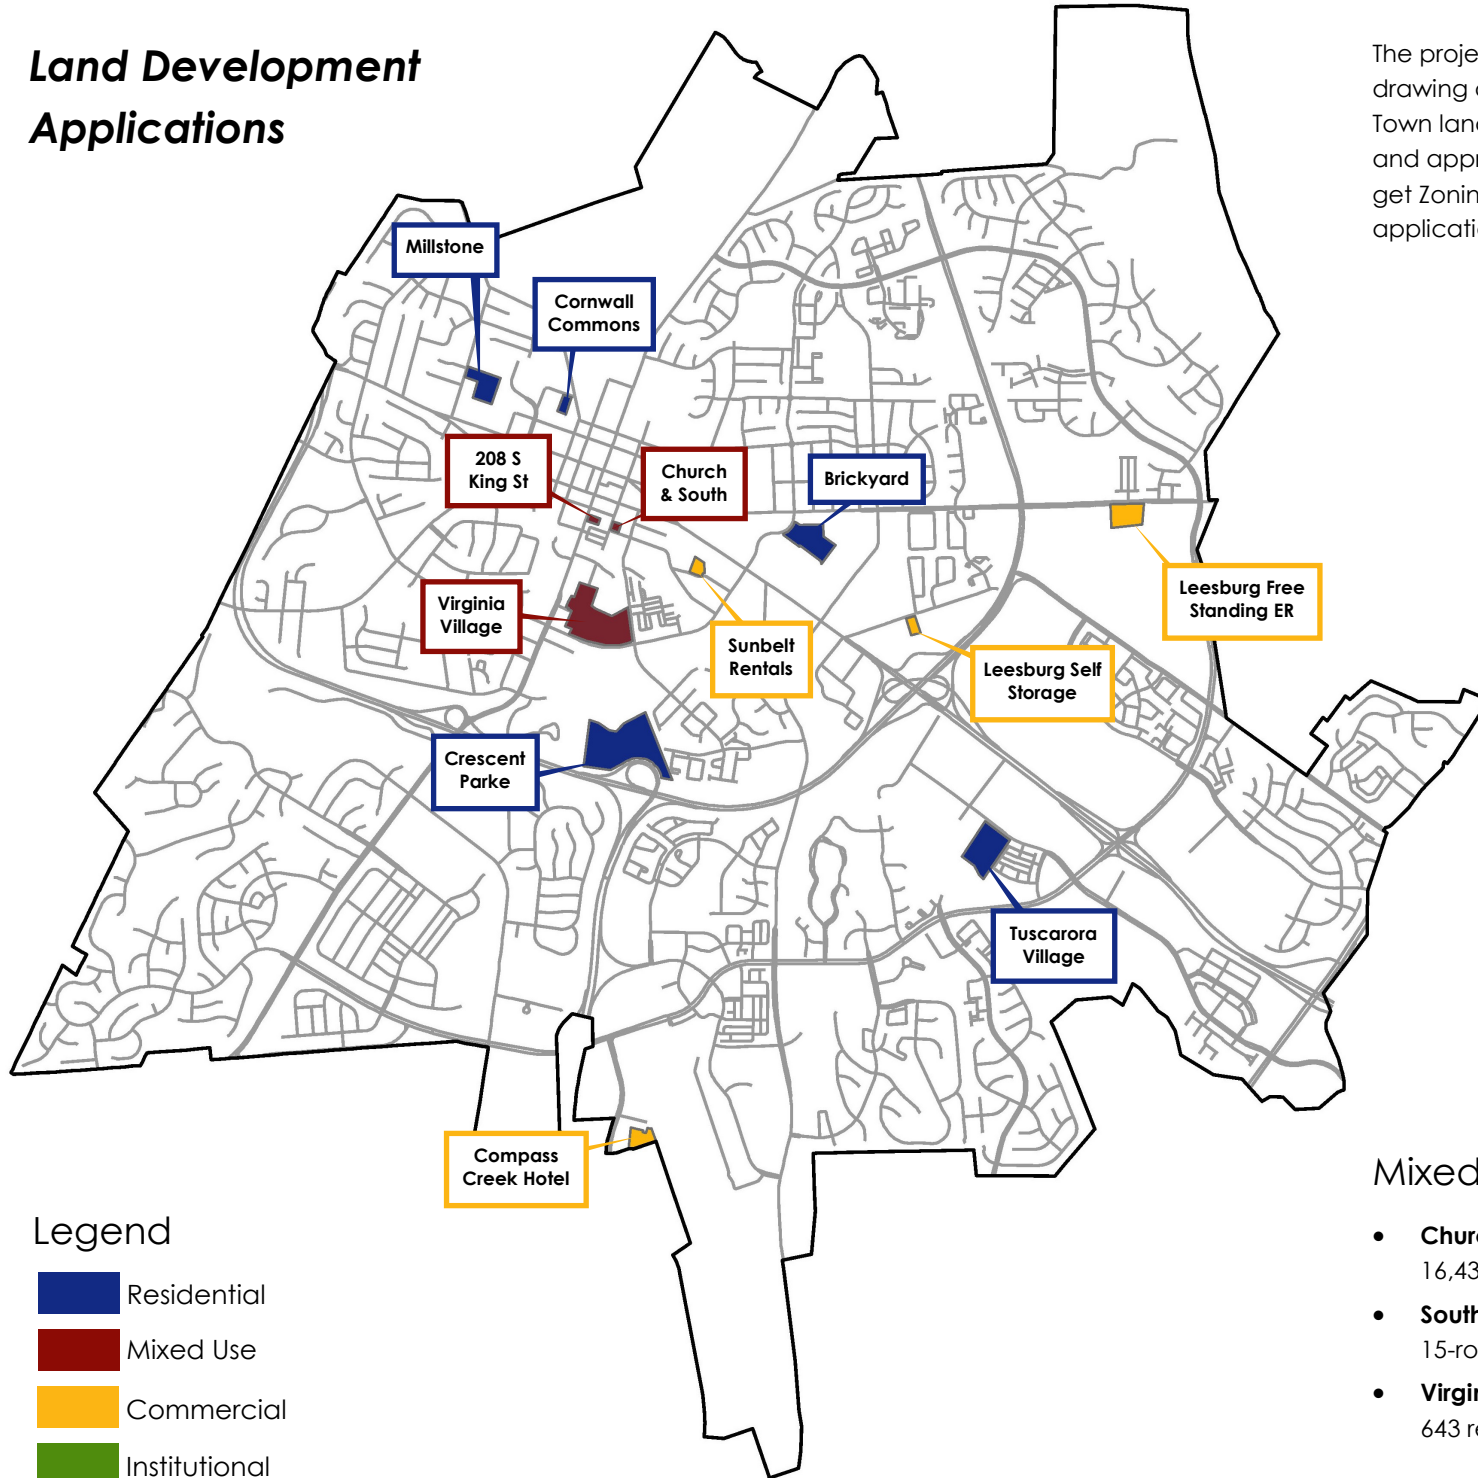 Land Development
Applications
The proje
drawing
Town lan
and appr
get Zonin
applicati
Millstone
Cornwall
Commons
208 S
King St
Church
& South
Brickyard
Leesburg Free
Standing ER
Virginia
Village
Sunbelt
Rentals
Leesburg Self
Storage
Crescent
Parke
Tuscarora
Village
Compass
Creek Hotel
Legend
Residential
Mixed Use
Commercial
Institutional
Mixed
• Chur
16,43
• South
15-ro
• Virgin
643 re